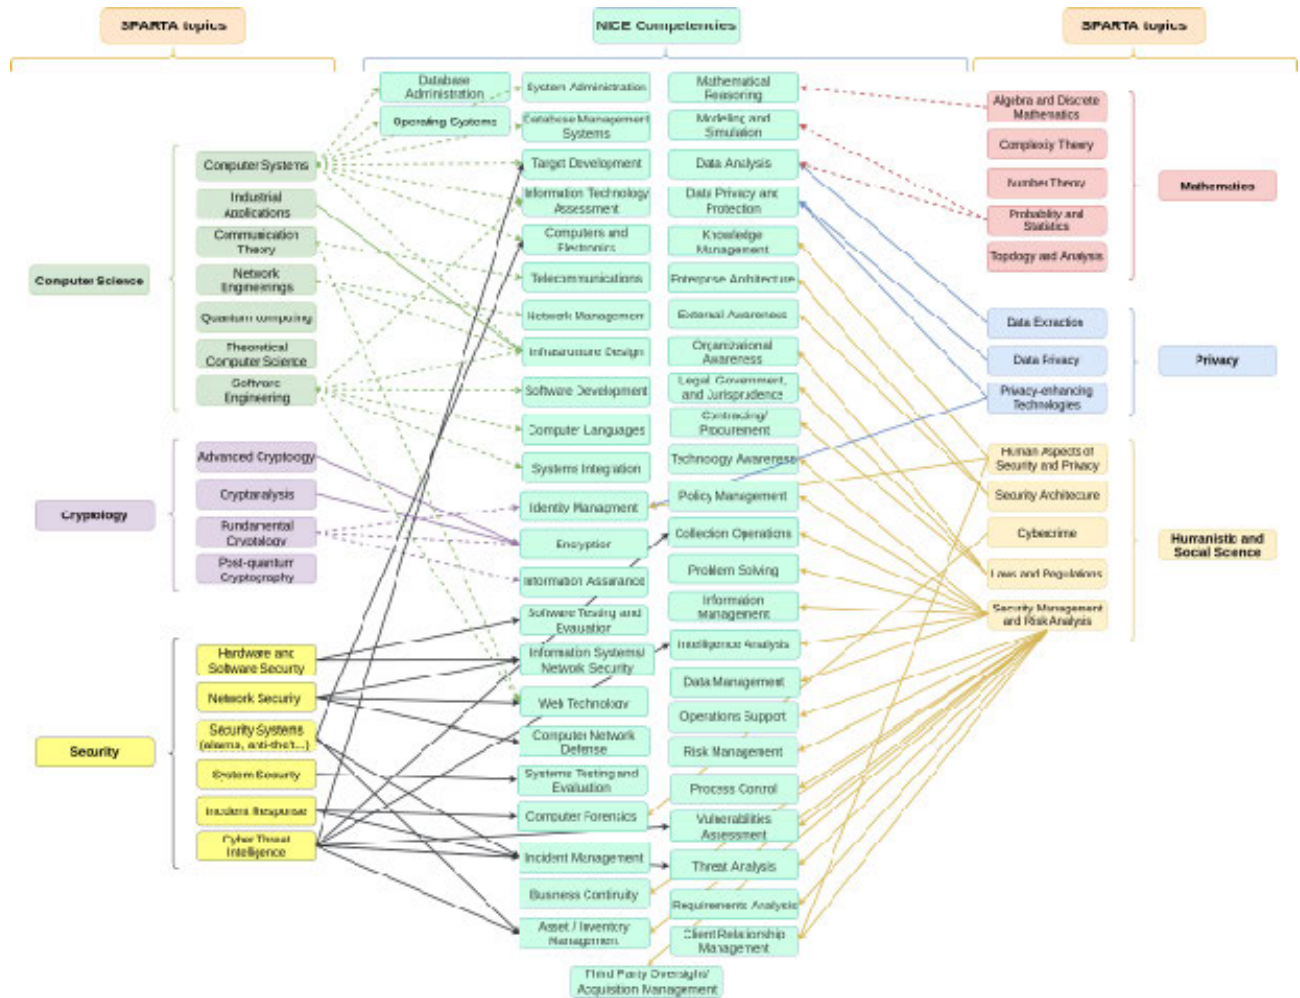 SPARTA topics
NICE Competencies
SPARTA topics
Database
Administration
Operating Systems
System Administration
Database Management
Systems
Target Development
Information Technology
Assessment
Computers and
Electronics
Telecommunications
Network Management
Infrastructure Design
Software Development
Computer Languages
Systems Integration
Identity Managment
Encryption
Information Assurance
Software Testing and
Evaluation
Information Systems/
Network Security
Web Technology
Computer Network
Defense
Systems Testing and
Evaluation
Computer Forensics
Incident Management
Business Continuity
Asset / Inventory
Management
Third Party Oversight/
Acquisition Management
Mathematical
Reasoning
Modeling and
Simulation
Data Analysis
Data Privacy and
Protection
Knowledge
Management
Enterprise Architecture
External Awareness
Organizational
Awareness
Legal, Government,
and Jurisprudence
Contracting/
Procurement
Technology Awareness
Policy Management
Collection Operations
Problem Solving
Information
Management
Intelligence Analysis
Data Management
Operations Support
Risk Management
Process Control
Vulnerabilities
Assessment
Threat Analysis
Requirements Analysis
Client Relationship
Management
Computer Science
Computer Systems
Industrial
Applications
Communication
Theory
Network
Engineerings
Quantum computing
Theoretical
Computer Science
Software
Engineering
Cryptology
Advanced Cryptoogy
Cryptanalysis
Fundamental
Cryptology
Post-quantum
Cryptography
Security
Hardware and
Software Security
Network Security
Security Systems
(alarms, anti-theft...)
System Security
Incident Response
Cyber Threat
Intelligence
Algebra and Discrete
Mathematics
Complexity Theory
Number Theory
Probability and
Statistics
Topology and Analysis
Mathematics
Data Extraction
Data Privacy
Privacy-enhancing
Technologies
Privacy
Human Aspects of
Security and Privacy
Security Architecture
Cybercrime
Laws and Regulations
Security Management
and Risk Analysis
Humanistic and
Social Science